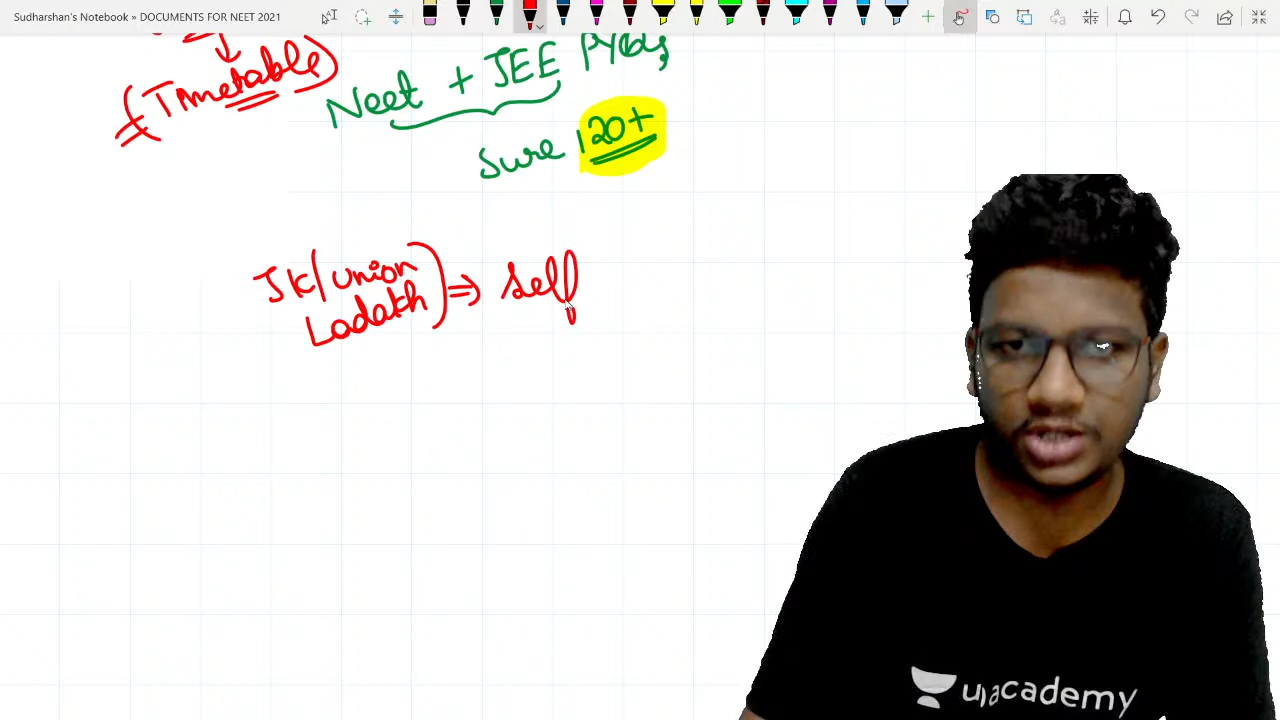 Sudharshan's Notebook » DOCUMENTS FOR NEET 2021
(Timetable)
Neet + JEE PYQs,
Sure 120+
JK/Union
Ladakh) ⇒ Self
unacademy